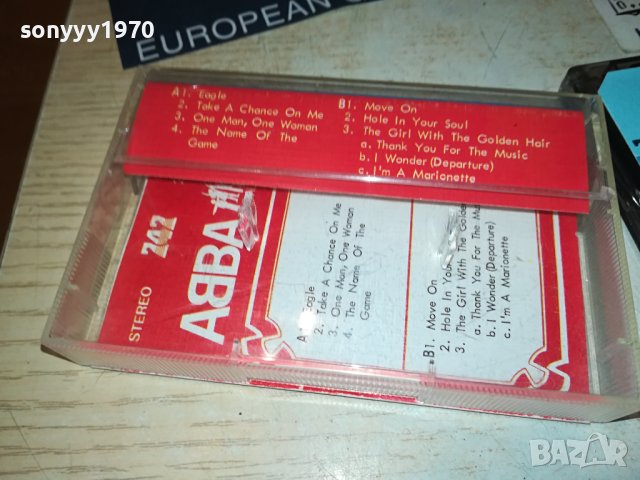 sonyyy1970
EUROPEAN
A1. Eagle
2. Take A Chance On Me
3. One Man, One Woman
4. The Name Of The
Game
B1. Move On
2. Hole In Your Soul
3. The Girl With The Golden Hair
a. Thank You For The Music
b. I Wonder (Departure)
c. I'm A Marionette
STEREO 747
ABBA
A1. Eagle
2. Take A Chance On Me
3. One Man, One Woman
4. The Name Of The
Game
B1. Move On
2. Hole In Your
3. The Girl With The Golden
a. Thank You For The Mu
b. I Wonder (Departure)
c. I'm A Marionette
BAZAR